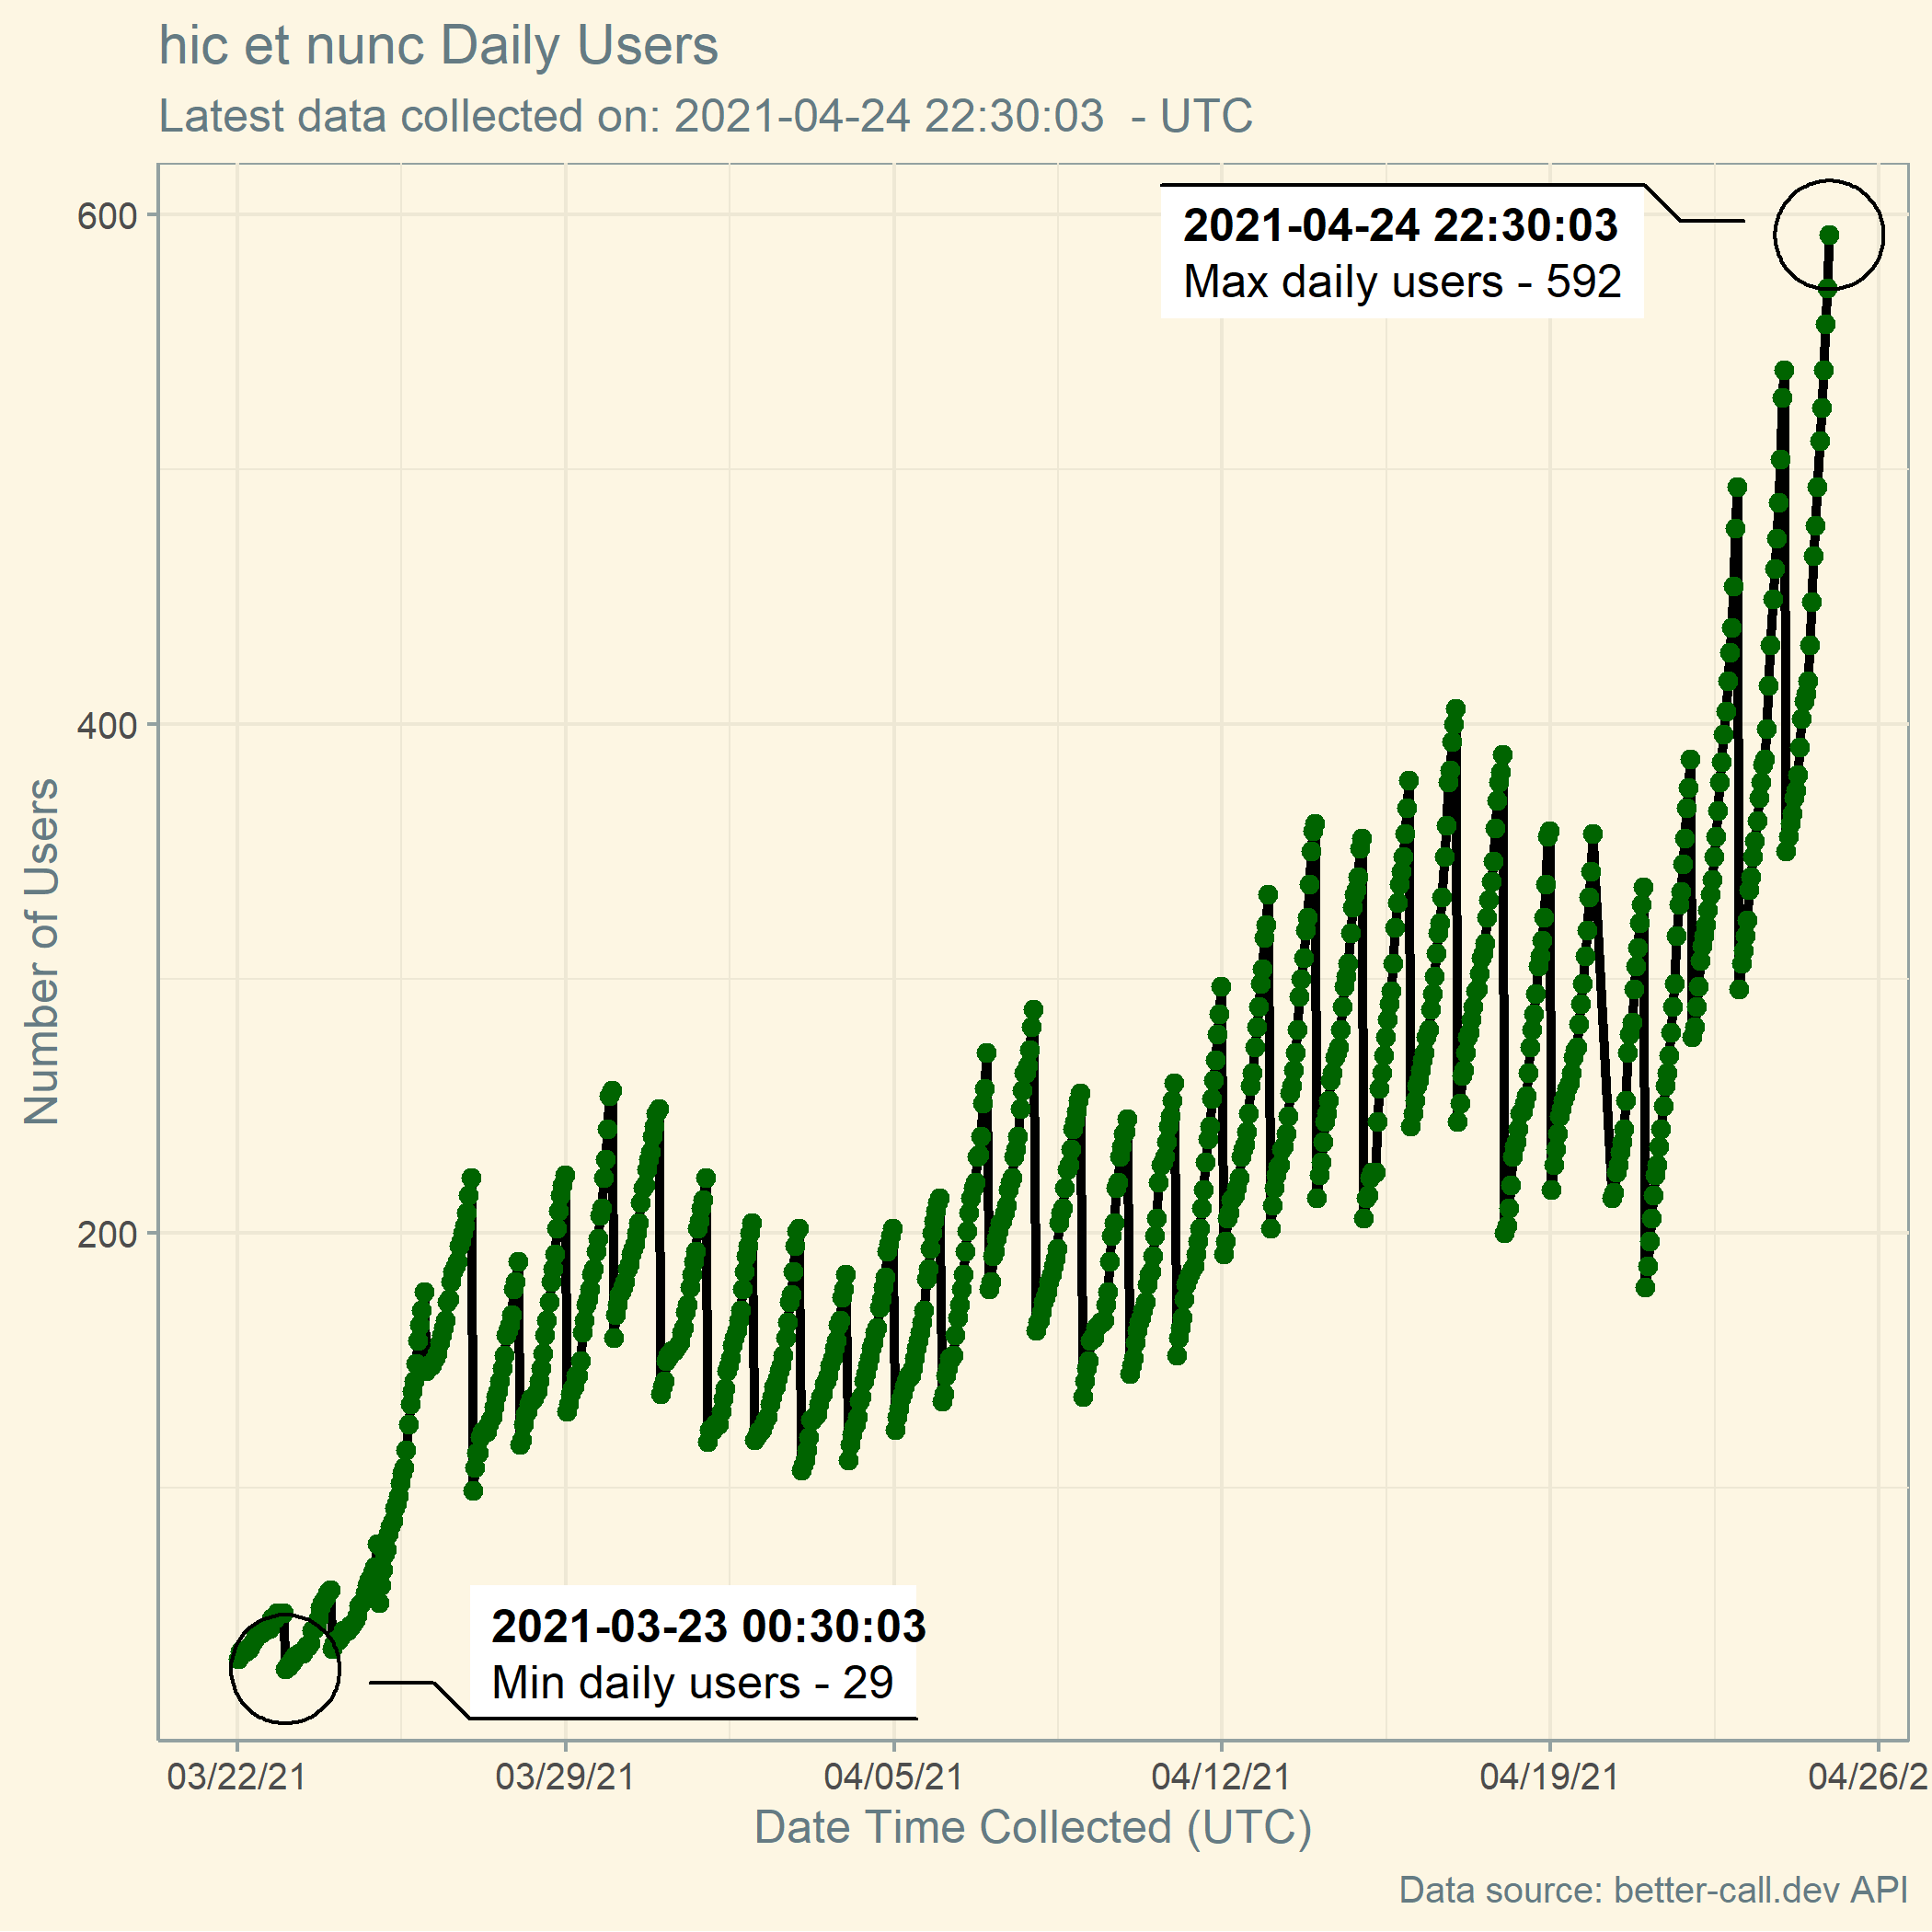 hic et nunc Daily Users
Latest data collected on: 2021-04-24 22:30:03  - UTC
600
400
200
Number of Users
2021-04-24 22:30:03
Max daily users - 592
2021-03-23 00:30:03
Min daily users - 29
03/22/21 03/29/21 04/05/21 04/12/21 04/19/21 04/26/2
Date Time Collected (UTC)
Data source: better-call.dev API